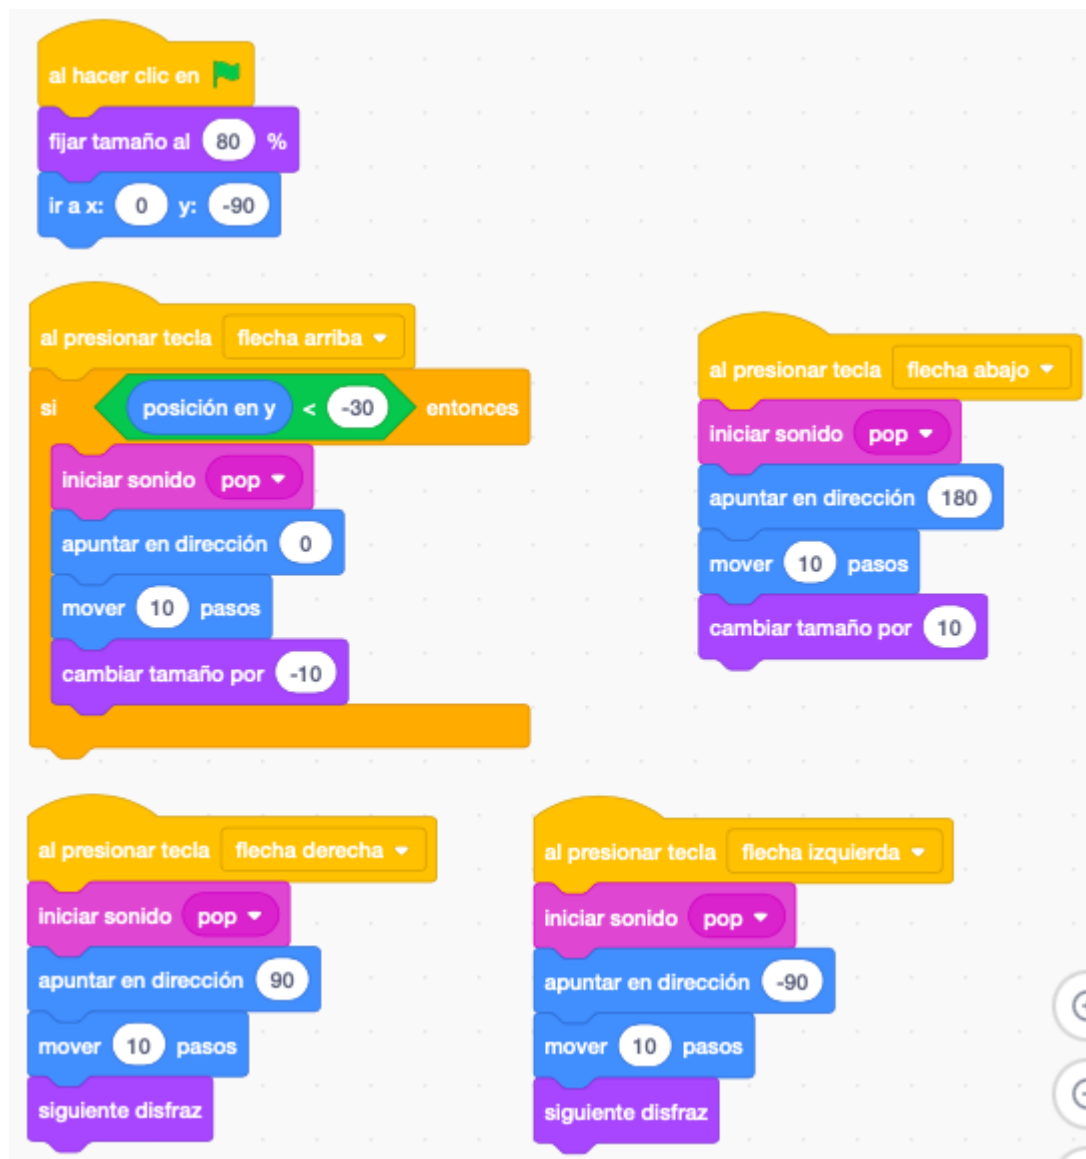 al hacer clic en
fijar tamaño al 80 %
ir a x: 0 y: -90
al presionar tecla flecha arriba
si posición en y < -30 entonces
iniciar sonido pop
apuntar en dirección 0
mover 10 pasos
cambiar tamaño por -10
al presionar tecla flecha abajo
iniciar sonido pop
apuntar en dirección 180
mover 10 pasos
cambiar tamaño por 10
al presionar tecla flecha derecha
iniciar sonido pop
apuntar en dirección 90
mover 10 pasos
siguiente disfraz
al presionar tecla flecha izquierda
iniciar sonido pop
apuntar en dirección -90
mover 10 pasos
siguiente disfraz